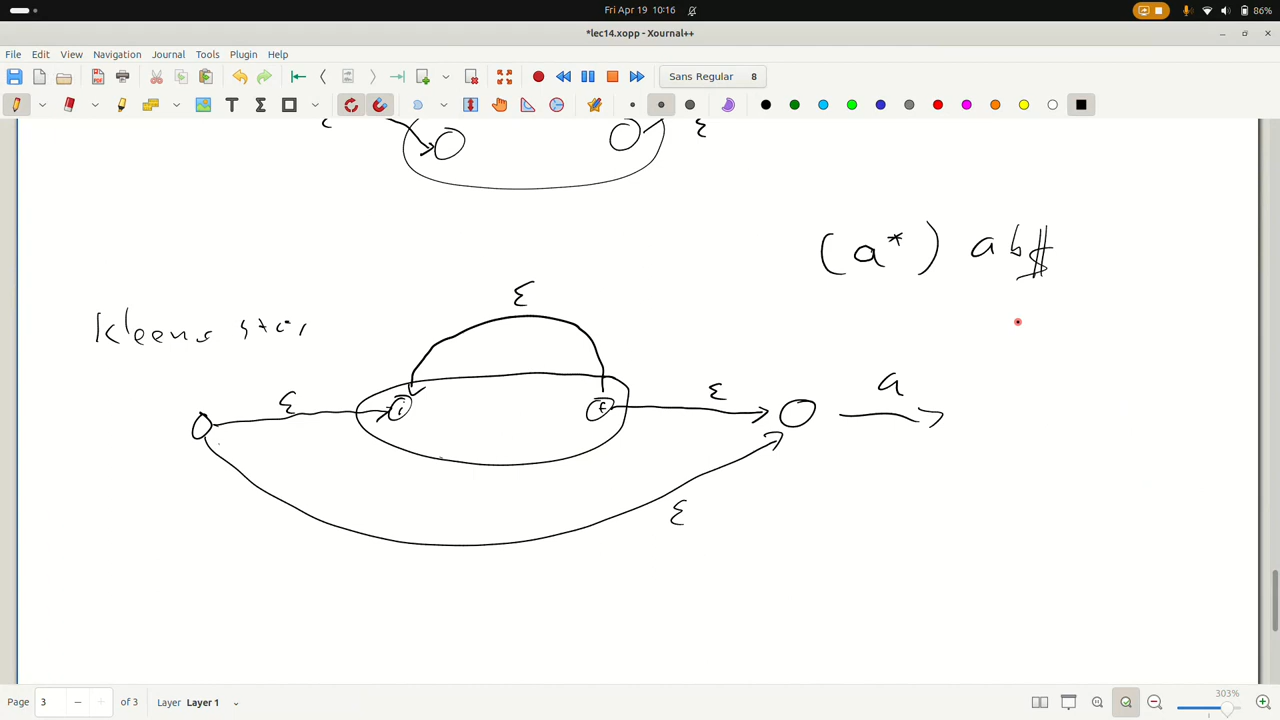 Fri Apr 19 10:16
86%
*lec14.xopp - Xournal++
File Edit View Navigation Journal Tools Plugin Help
Sans Regular 8
ε ε
(a*) ab$
ε
Kleene star
ε i f ε a
ε
Page 3 of 3 Layer Layer 1
303%